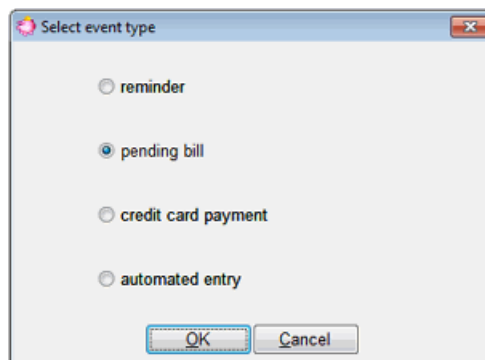 Select event type
reminder
pending bill
credit card payment
automated entry
OK Cancel